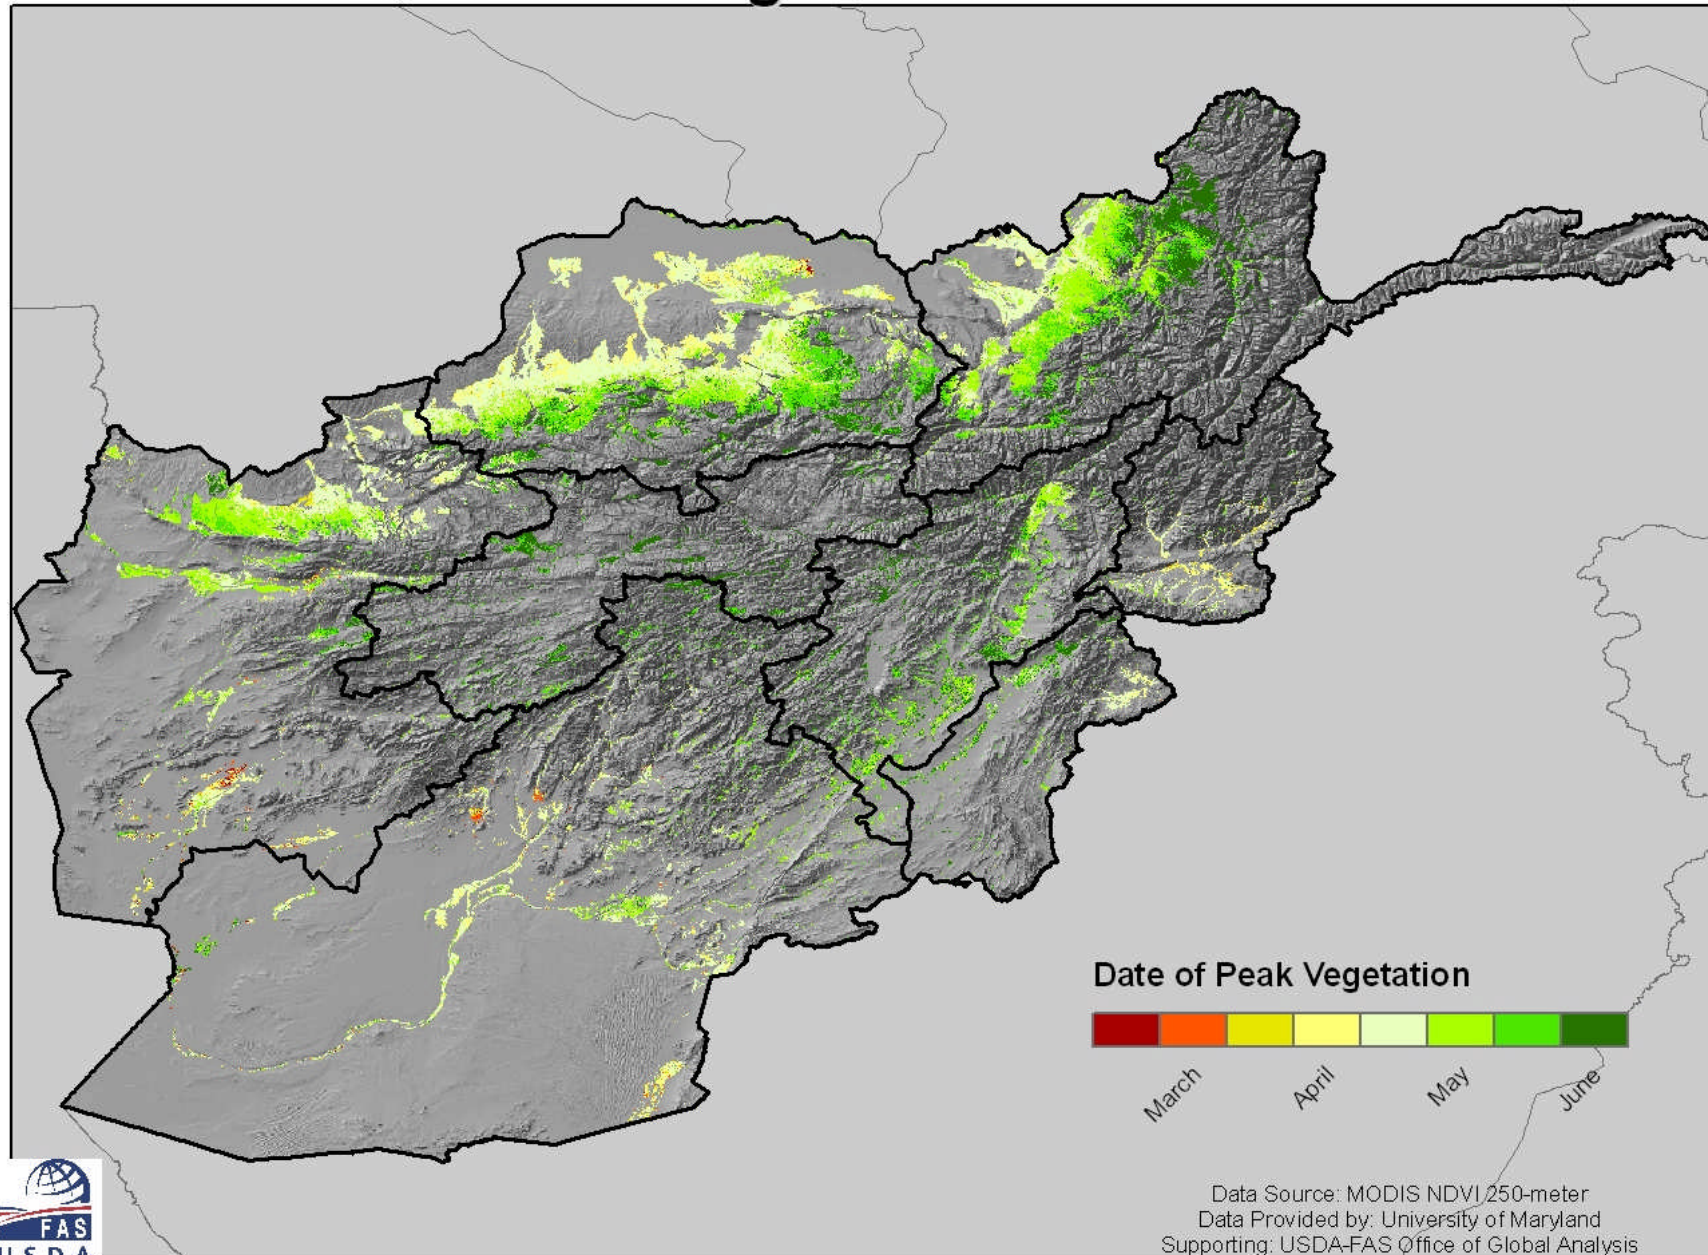 Date of Peak Vegetation
March
April
May
June
Data Source: MODIS NDVI 250-meter
Data Provided by: University of Maryland
Supporting: USDA-FAS Office of Global Analysis
FAS
USDA